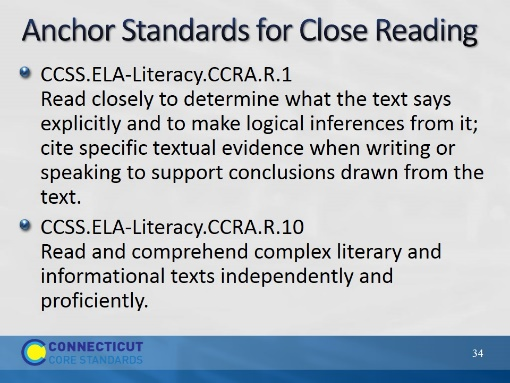 Anchor Standards for Close Reading
CCSS.ELA-Literacy.CCRA.R.1
Read closely to determine what the text says
explicitly and to make logical inferences from it;
cite specific textual evidence when writing or
speaking to support conclusions drawn from the
text.
CCSS.ELA-Literacy.CCRA.R.10
Read and comprehend complex literary and
informational texts independently and
proficiently.
CONNECTICUT
CORE STANDARDS
34